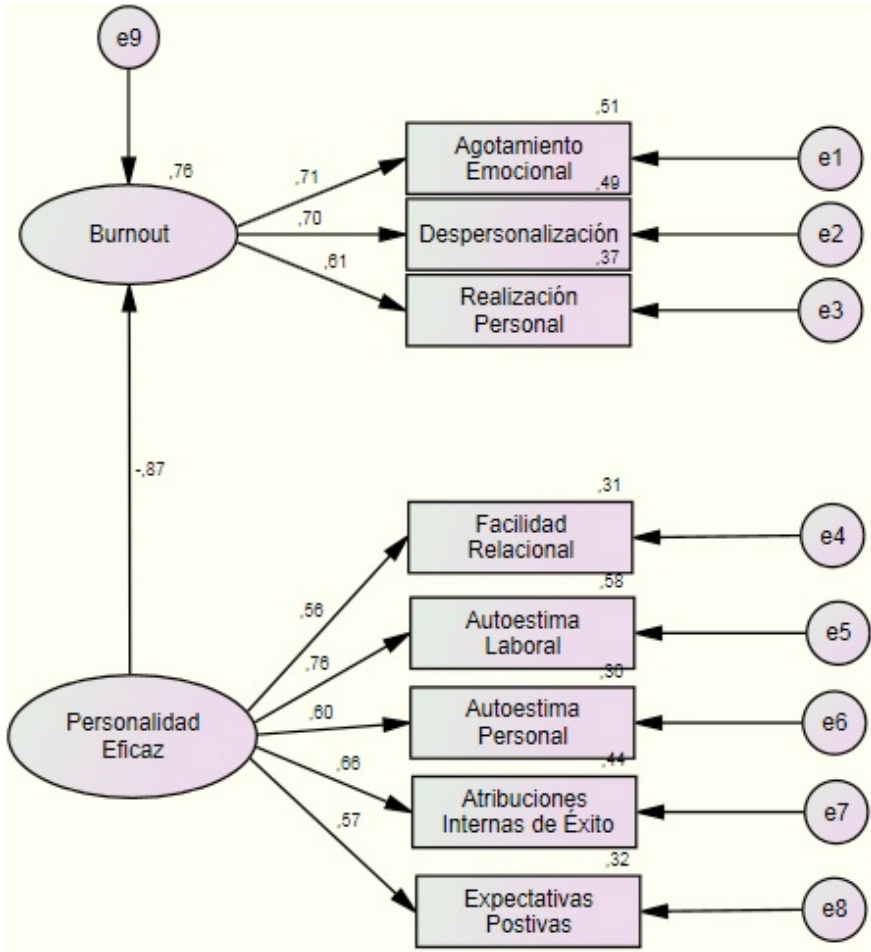 e9
,76
Burnout
,71
,70
,61
,51
Agotamiento
Emocional
e1
,49
Despersonalización
e2
,37
Realización
Personal
e3
-,87
Personalidad
Eficaz
,56
,76
,60
,66
,57
,31
Facilidad
Relacional
e4
,58
Autoestima
Laboral
e5
Autoestima
Personal
e6
,44
Atribuciones
Internas de Éxito
e7
,32
Expectativas
Postivas
e8